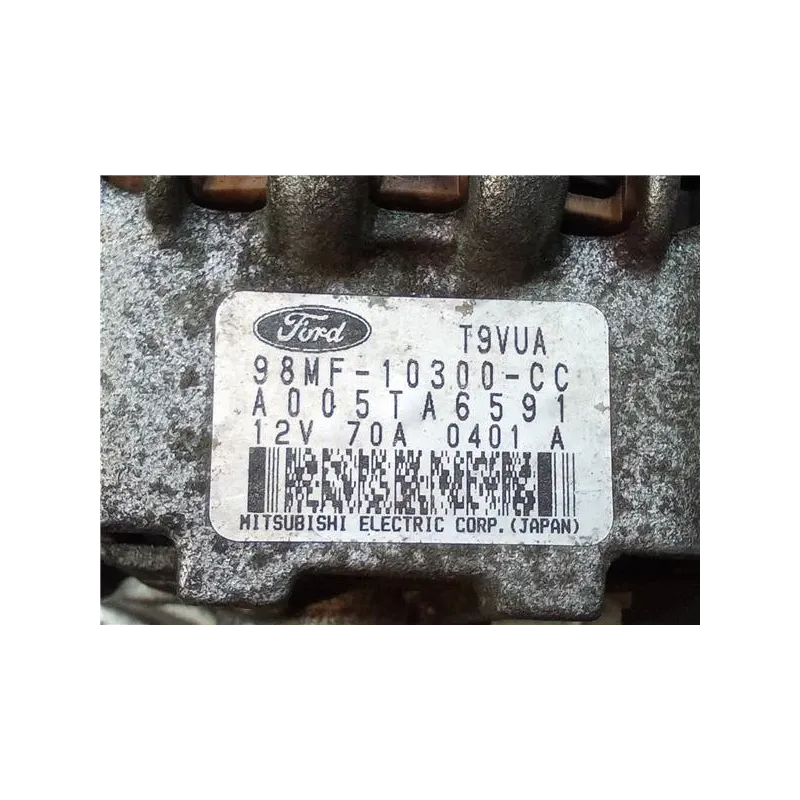 Ford T9VUA
98MF-10300-CC
A005TA6591
12V 70A 0401 A
MITSUBISHI ELECTRIC CORP.(JAPAN)